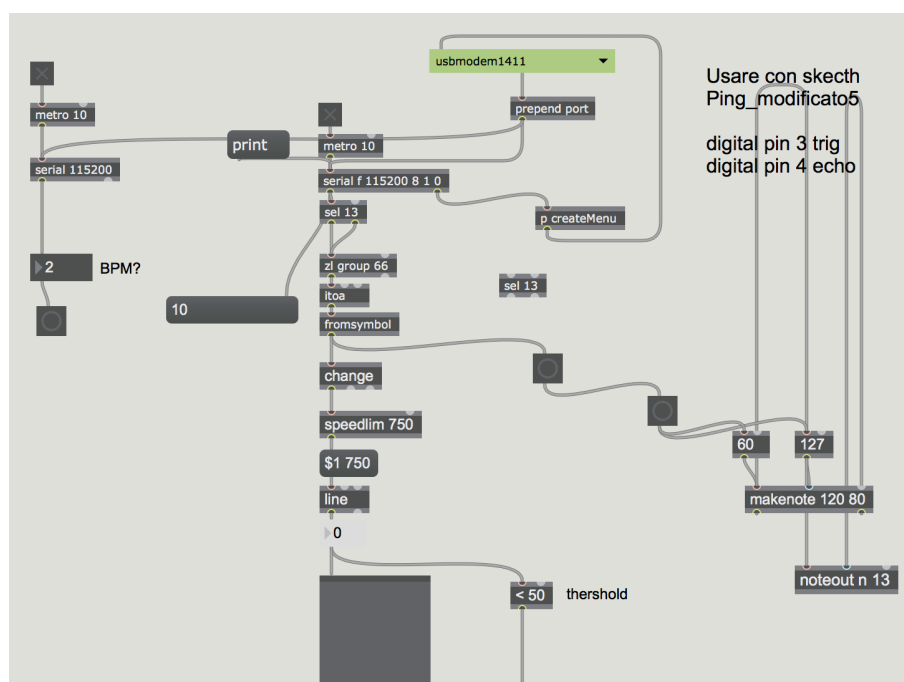 usbmodem1411
Usare con skecth
Ping_modificato5
digital pin 3 trig
digital pin 4 echo
metro 10
prepend port
print
metro 10
serial 115200
serial f 115200 8 1 0
sel 13
p createMenu
2
BPM?
zl group 66
sel 13
itoa
10
fromsymbol
change
speedlim 750
60
127
$1 750
line
makenote 120 80
0
noteout n 13
< 50
thershold